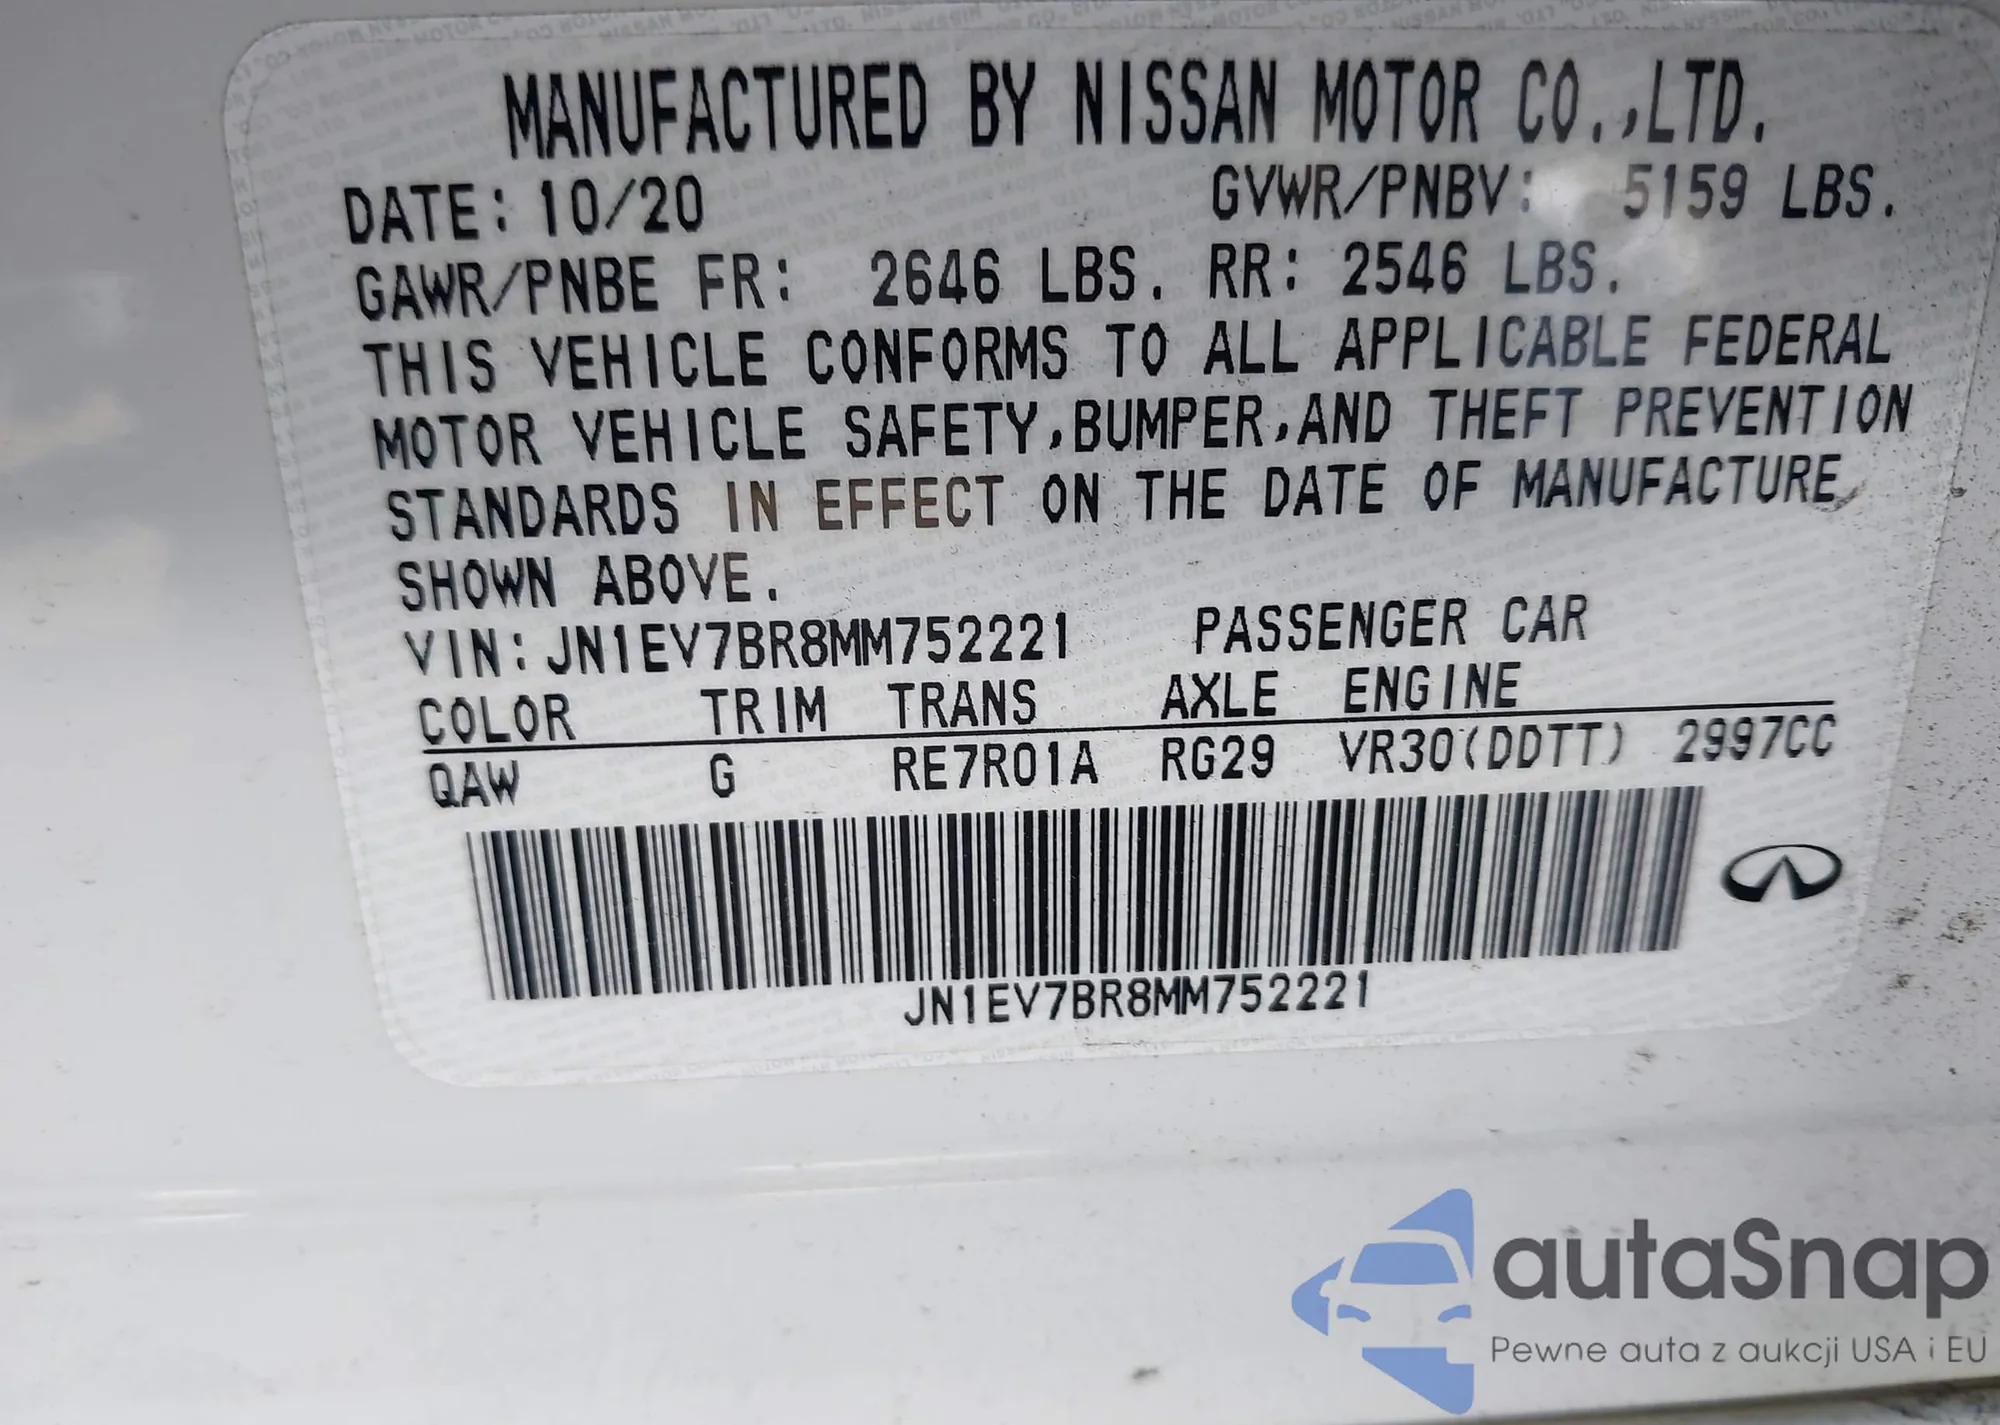 MANUFACTURED BY NISSAN MOTOR CO.,LTD.
DATE: 10/20 GVWR/PNBV: 5159 LBS.
GAWR/PNBE FR: 2646 LBS. RR: 2546 LBS.
THIS VEHICLE CONFORMS TO ALL APPLICABLE FEDERAL
MOTOR VEHICLE SAFETY,BUMPER,AND THEFT PREVENTION
STANDARDS IN EFFECT ON THE DATE OF MANUFACTURE
SHOWN ABOVE.
VIN: JN1EV7BR8MM752221 PASSENGER CAR
COLOR TRIM TRANS AXLE ENGINE
QAW G RE7R01A RG29 VR30(DDTT) 2997CC
JN1EV7BR8MM752221
autaSnap
Pewne auta z aukcji USA i EU